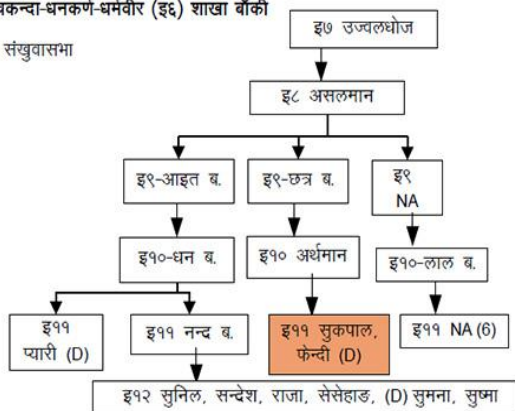 कन्दा-धनकर्ण-धर्मवीर (इ६) शाखा बाँकी
संखुवासभा
इ७ उज्वलधोज
इ८ असलमान
इ९-आइत ब.
इ९-छत्र ब.
इ९
NA
इ१०-धन ब.
इ१० अर्थमान
इ१०-लाल ब.
इ११
प्यारी (D)
इ११ नन्द ब.
इ११ सुकपाल,
फेन्दी (D)
इ११ NA (6)
इ१२ सुनिल, सन्देश, राजा, सेसेहाङ, (D) सुमना, सुष्मा